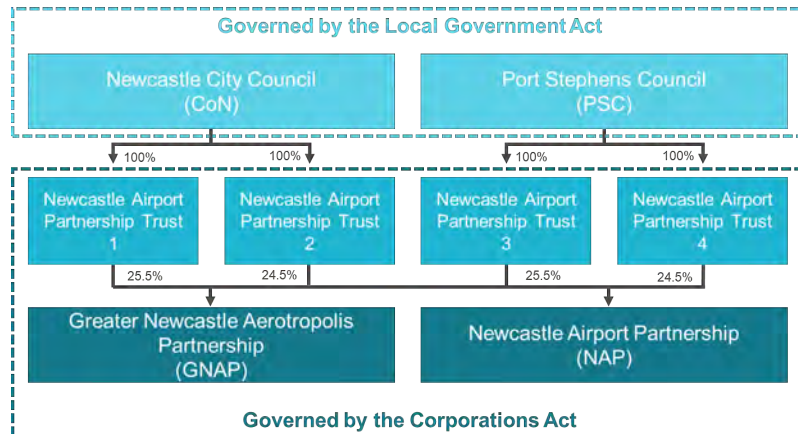 Governed by the Local Government Act
Newcastle City Council
(CoN)
Port Stephens Council
(PSC)
100%
100%
100%
100%
Newcastle Airport
Partnership Trust
1
Newcastle Airport
Partnership Trust
2
Newcastle Airport
Partnership Trust
3
Newcastle Airport
Partnership Trust
4
25.5%
24.5%
25.5%
24.5%
Greater Newcastle Aerotropolis
Partnership
(GNAP)
Newcastle Airport Partnership
(NAP)
Governed by the Corporations Act